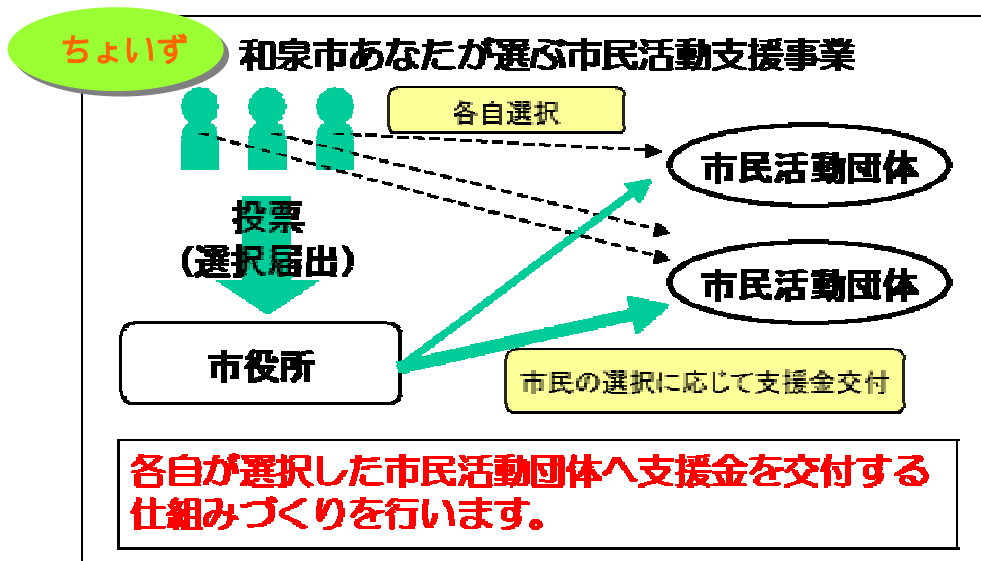 ちょいず
和泉市あなたが選ぶ市民活動支援事業
各自選択
市民活動団体
投票
（選択届出）
市民活動団体
市役所
市民の選択に応じて支援金交付
各自が選択した市民活動団体へ支援金を交付する
仕組みづくりを行います。